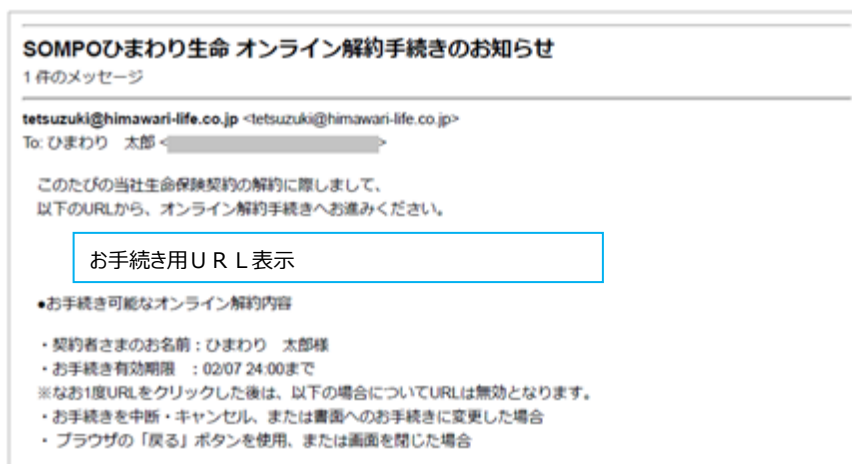 SOMPOひまわり生命 オンライン解約手続きのお知らせ
1 件のメッセージ
tetsuzuki@himawari-life.co.jp <tetsuzuki@himawari-life.co.jp>
To: ひまわり　太郎 < >
このたびの当社生命保険契約の解約に際しまして、
以下のURLから、オンライン解約手続きへお進みください。
お手続き用ＵＲＬ表示
●お手続き可能なオンライン解約内容
・契約者さまのお名前：ひまわり　太郎様
・お手続き有効期限　：02/07 24:00まで
※なお1度URLをクリックした後は、以下の場合についてURLは無効となります。
・お手続きを中断・キャンセル、または書面へのお手続きに変更した場合
・ ブラウザの「戻る」ボタンを使用、または画面を閉じた場合